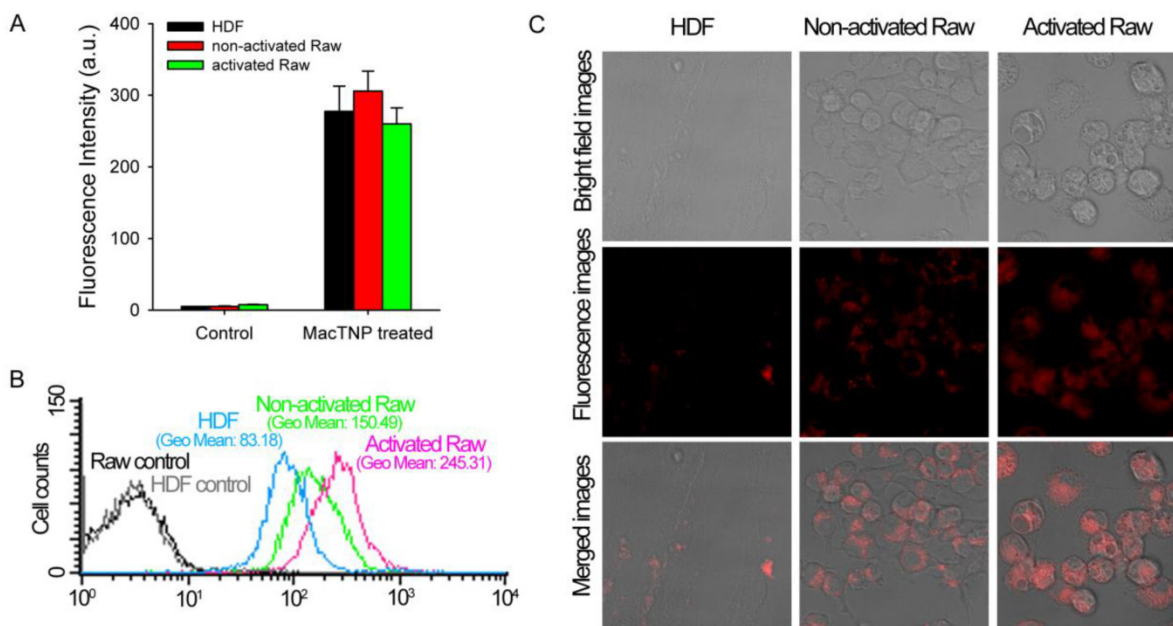 A
Fluorescence Intensity (a.u.)
400
300
200
100
0
HDF
non-activated Raw
activated Raw
Control
MacTNP treated
B
Cell counts
150
0
Raw control
HDF control
HDF
(Geo Mean: 83.18)
Non-activated Raw
(Geo Mean: 150.49)
Activated Raw
(Geo Mean: 245.31)
10⁰
10¹
10²
10³
10⁴
C
HDF
Non-activated Raw
Activated Raw
Bright field images
Fluorescence images
Merged images